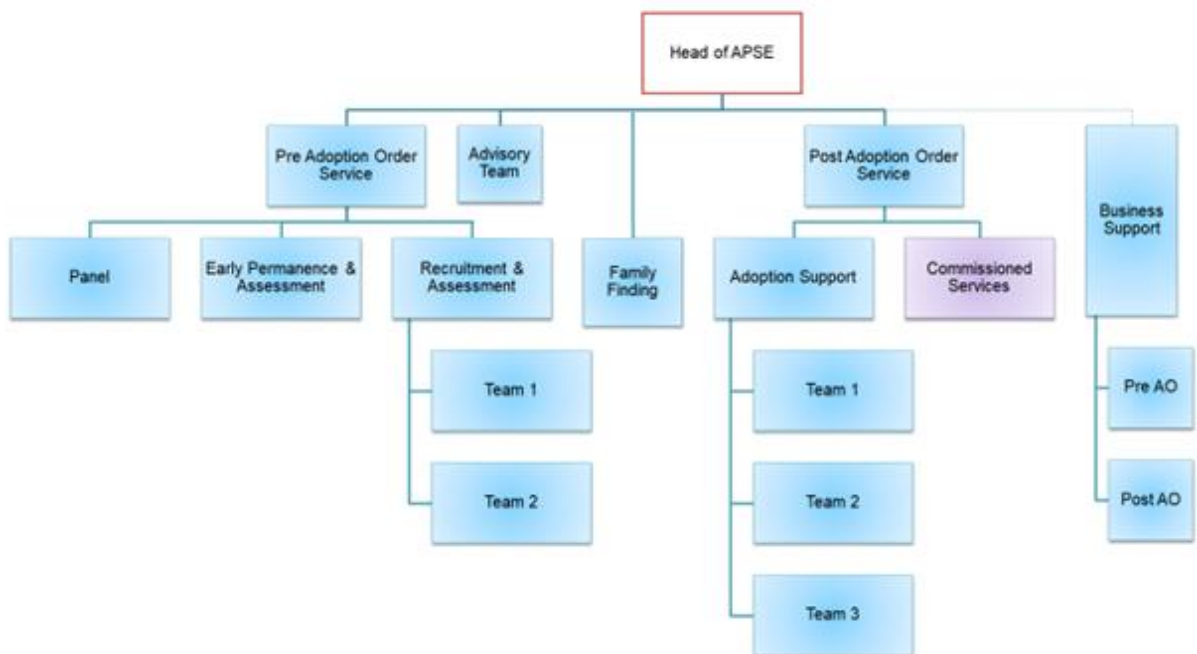 Head of APSE
Pre Adoption Order
Service
Advisory
Team
Post Adoption Order
Service
Business
Support
Panel
Early Permanence &
Assessment
Recruitment &
Assessment
Family
Finding
Adoption Support
Commissioned
Services
Team 1
Team 1
Pre AO
Team 2
Team 2
Post AO
Team 3